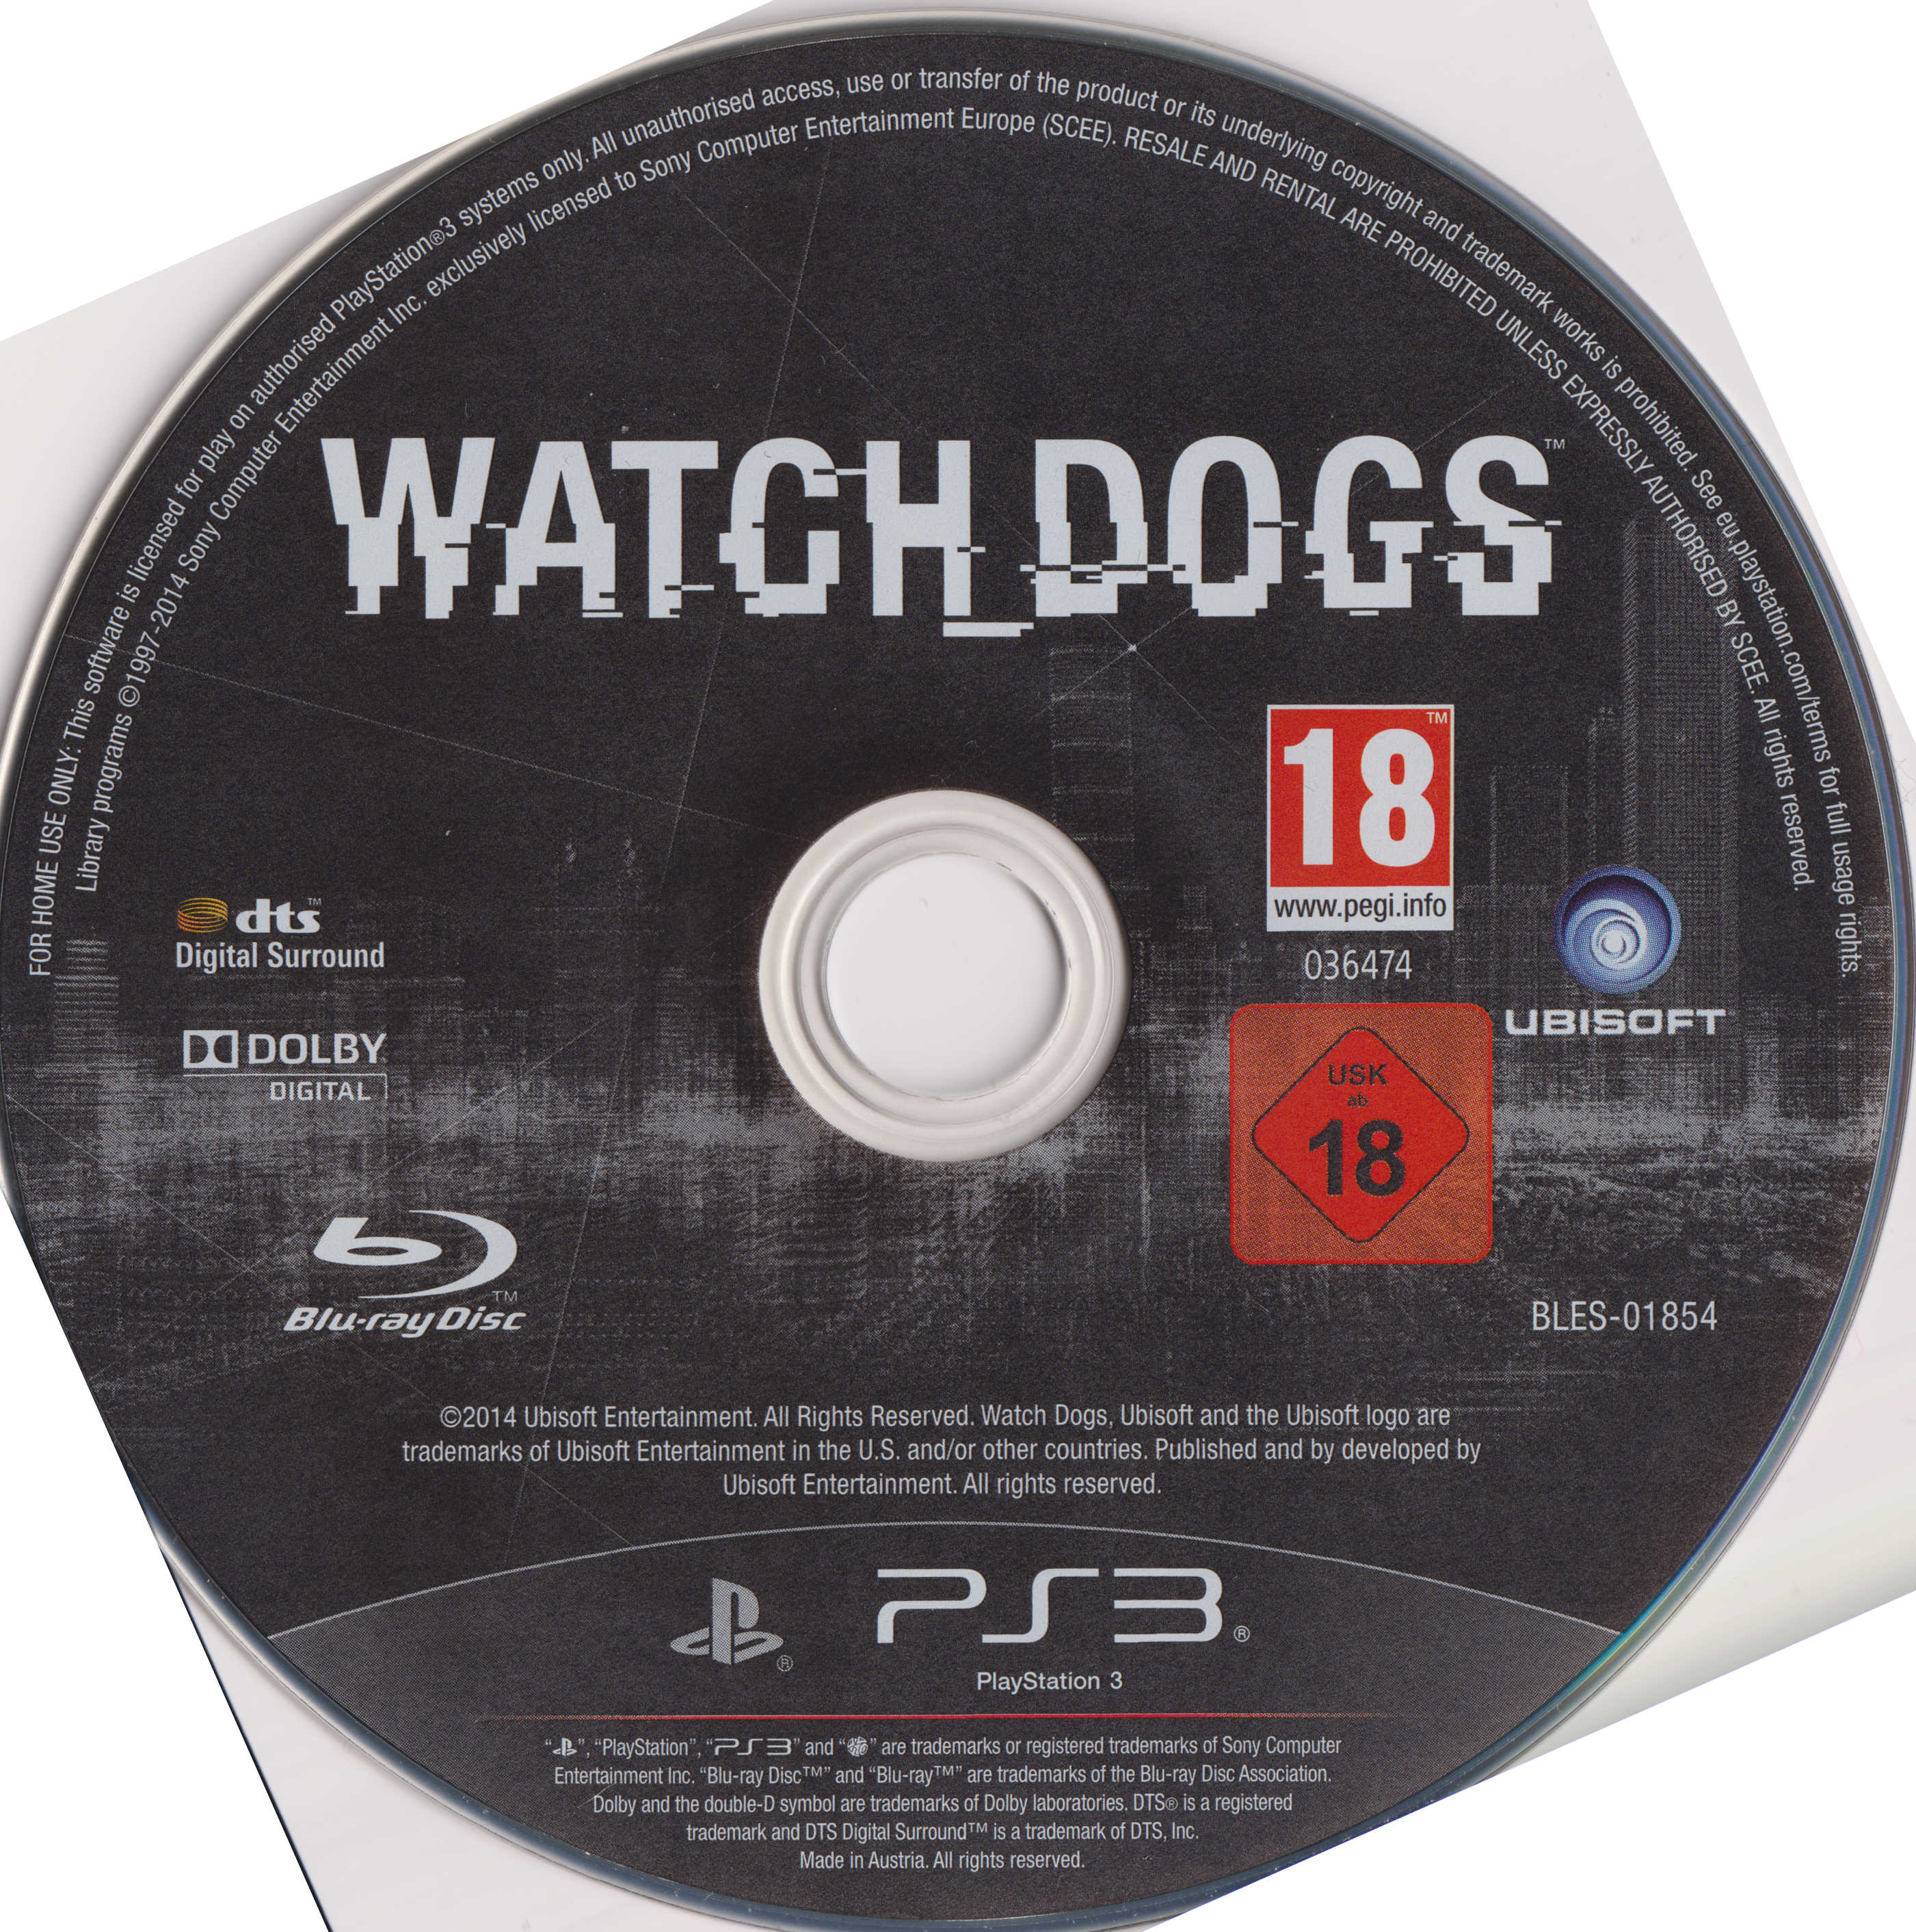 FOR HOME USE ONLY: This software is licensed for play on authorised PlayStation®3 systems only. All unauthorised access, use or transfer of the product or its underlying copyright and trademark works is prohibited. See eu.playstation.com/terms for full usage rights.
Library programs ©1997-2014 Sony Computer Entertainment Inc. exclusively licensed to Sony Computer Entertainment Europe (SCEE). RESALE AND RENTAL ARE PROHIBITED UNLESS EXPRESSLY AUTHORISED BY SCEE. All rights reserved.
WATCH_DOGS™
18™
www.pegi.info
036474
dts™
Digital Surround
UBISOFT
DOLBY
DIGITAL
USK
ab
18
Blu-ray Disc™
BLES-01854
©2014 Ubisoft Entertainment. All Rights Reserved. Watch Dogs, Ubisoft and the Ubisoft logo are
trademarks of Ubisoft Entertainment in the U.S. and/or other countries. Published and by developed by
Ubisoft Entertainment. All rights reserved.
PS3®
®
PlayStation 3
“ ”, “PlayStation”, “PS3” and “ ” are trademarks or registered trademarks of Sony Computer
Entertainment Inc. “Blu-ray Disc™” and “Blu-ray™” are trademarks of the Blu-ray Disc Association.
Dolby and the double-D symbol are trademarks of Dolby laboratories. DTS® is a registered
trademark and DTS Digital Surround™ is a trademark of DTS, Inc.
Made in Austria. All rights reserved.